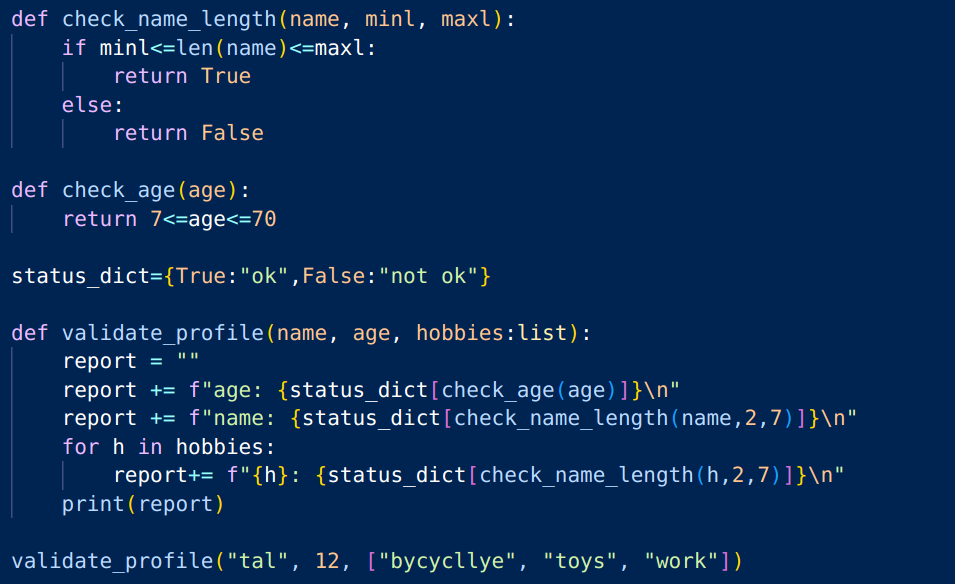 def check_name_length(name, minl, maxl):
    if minl<=len(name)<=maxl:
        return True
    else:
        return False

def check_age(age):
    return 7<=age<=70

status_dict={True:"ok",False:"not ok"}

def validate_profile(name, age, hobbies:list):
    report = ""
    report += f"age: {status_dict[check_age(age)]}\n"
    report += f"name: {status_dict[check_name_length(name,2,7)]}\n"
    for h in hobbies:
        report+= f"{h}: {status_dict[check_name_length(h,2,7)]}\n"
    print(report)

validate_profile("tal", 12, ["bycycllye", "toys", "work"])